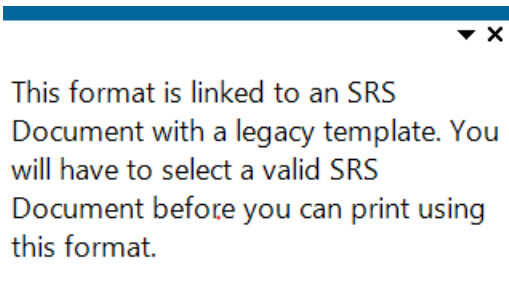 This format is linked to an SRS
Document with a legacy template. You
will have to select a valid SRS
Document before you can print using
this format.